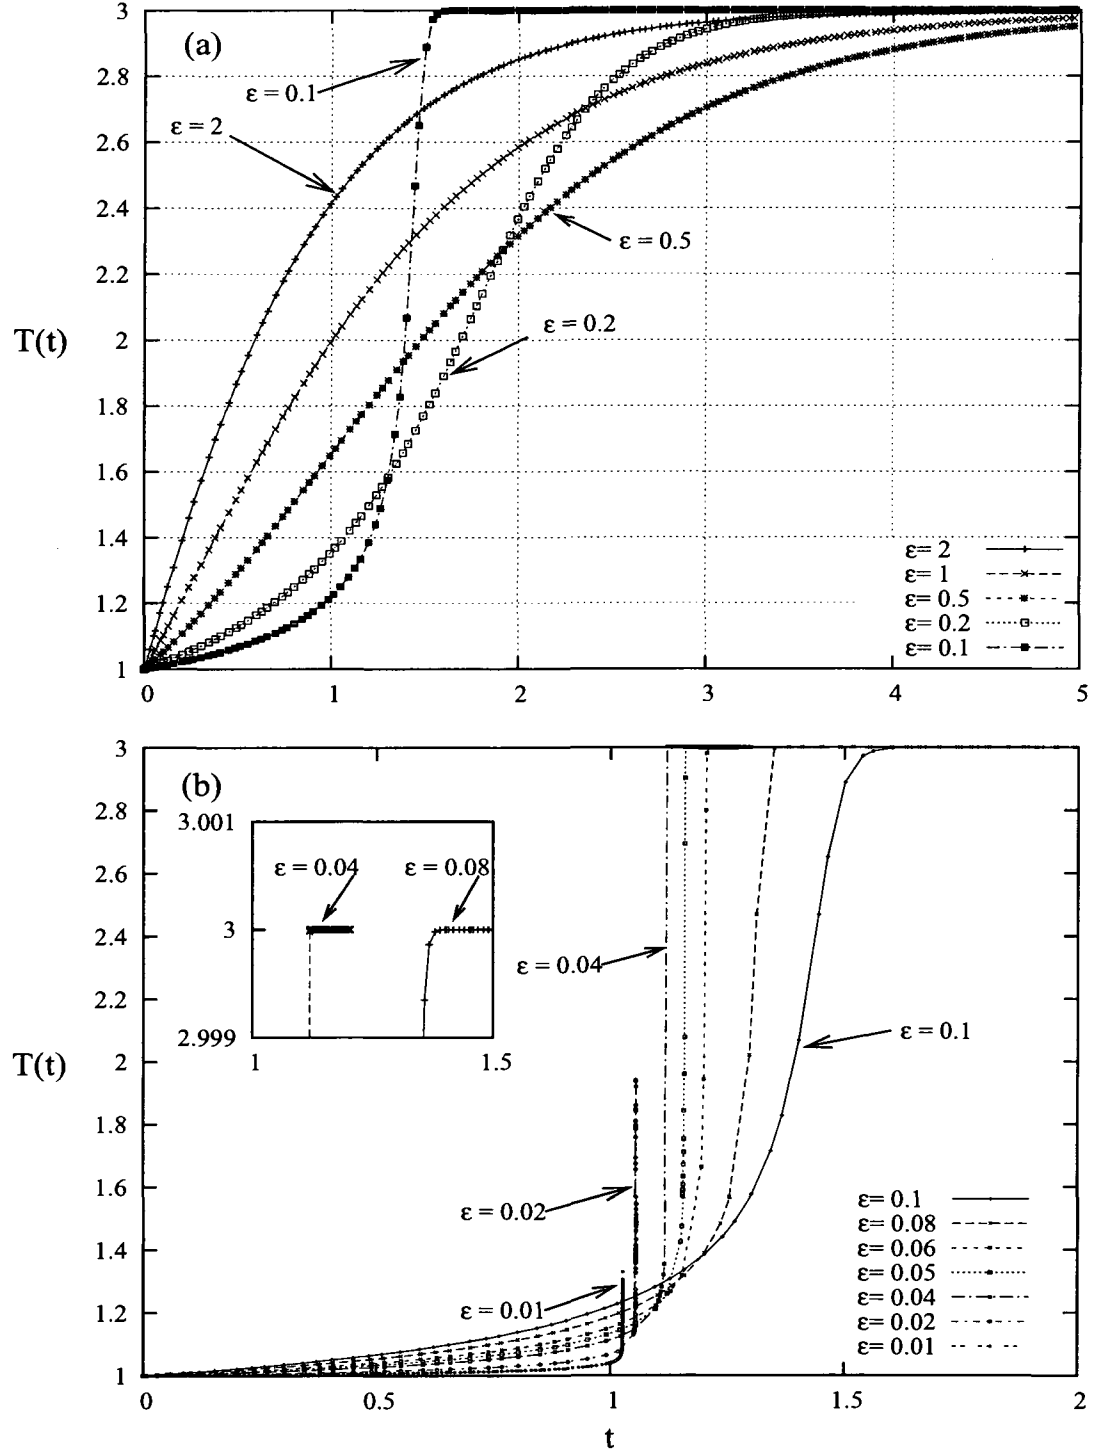 3
(a)
2.8
ε = 0.1
ε = 2
2.6
2.4
ε = 0.5
2.2
ε = 0.2
T(t)
2
1.8
1.6
1.4
ε= 2
ε= 1
1.2
ε= 0.5
ε= 0.2
ε= 0.1
1
0 1 2 3 4 5
3
(b)
2.8
3.001
ε = 0.04 ε = 0.08
2.6
3
2.4
ε = 0.04
2.2
2.999
1 1.5
ε = 0.1
T(t)
2
1.8
1.6
ε = 0.02
ε= 0.1
ε= 0.08
1.4
ε= 0.06
ε= 0.05
ε = 0.01
ε= 0.04
1.2
ε= 0.02
ε= 0.01
1
0 0.5 1 1.5 2
t